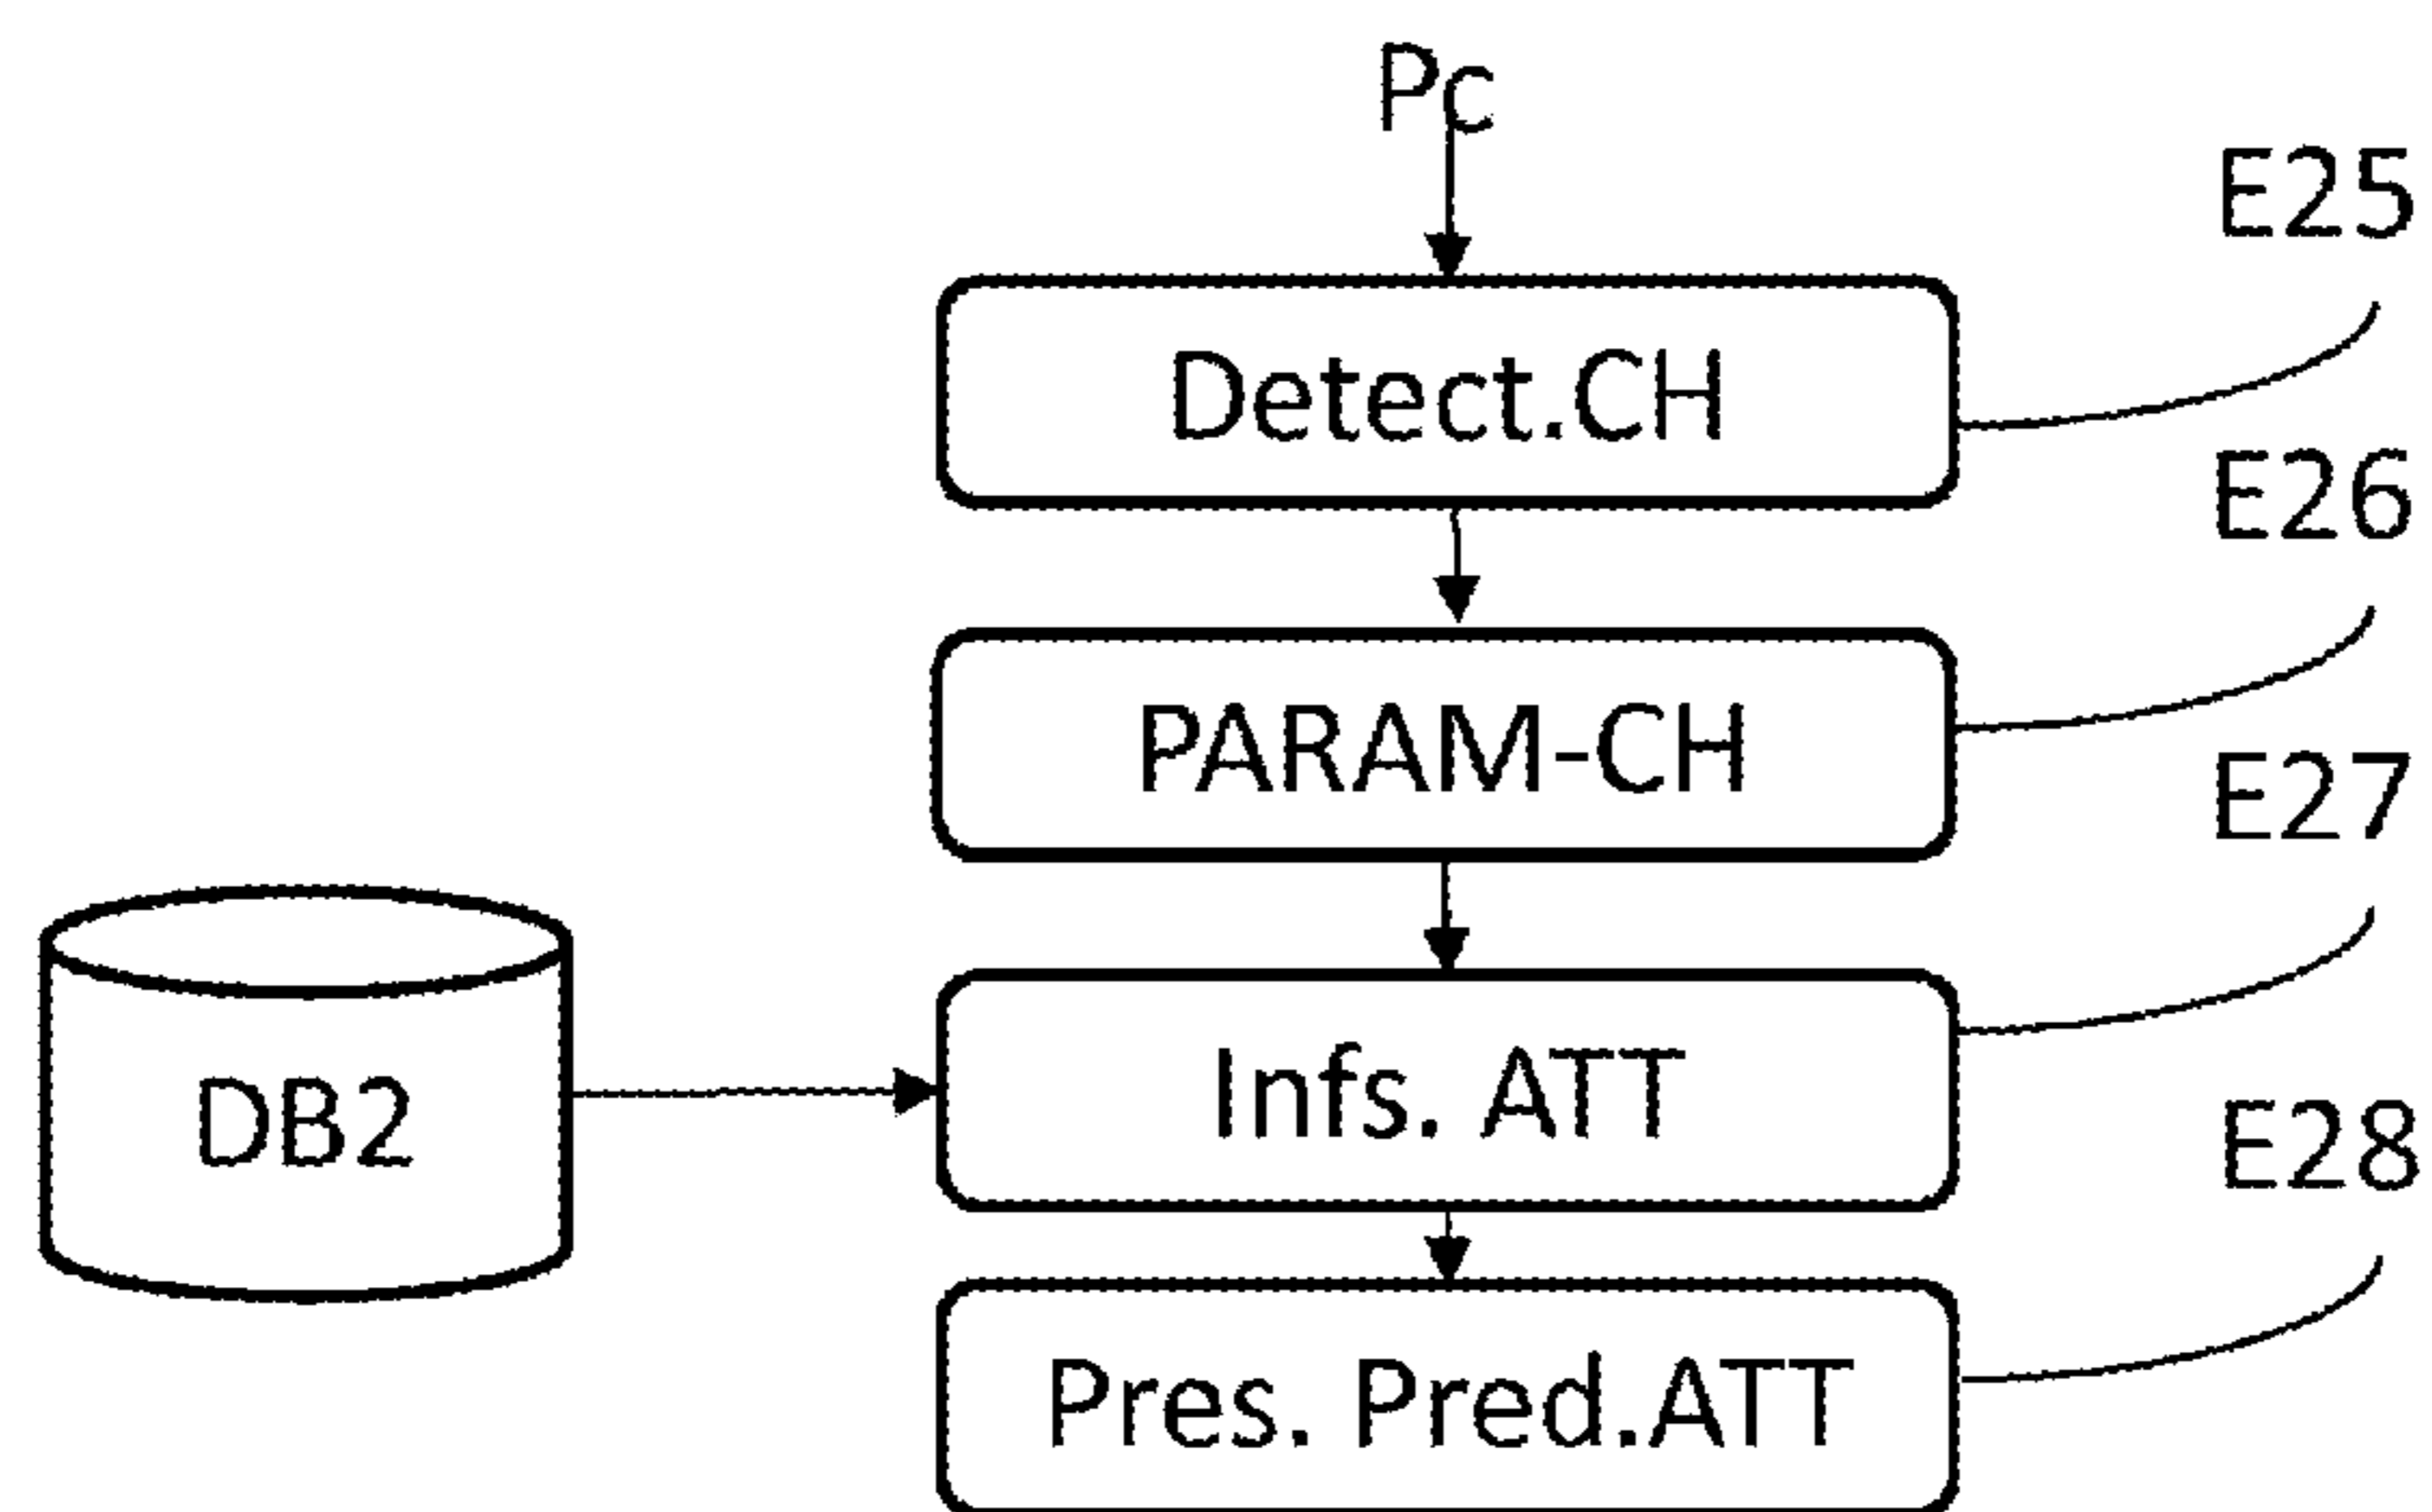 Pc
E25
Detect.CH
E26
PARAM-CH
E27
Infs. ATT
DB2
E28
Pres. Pred.ATT